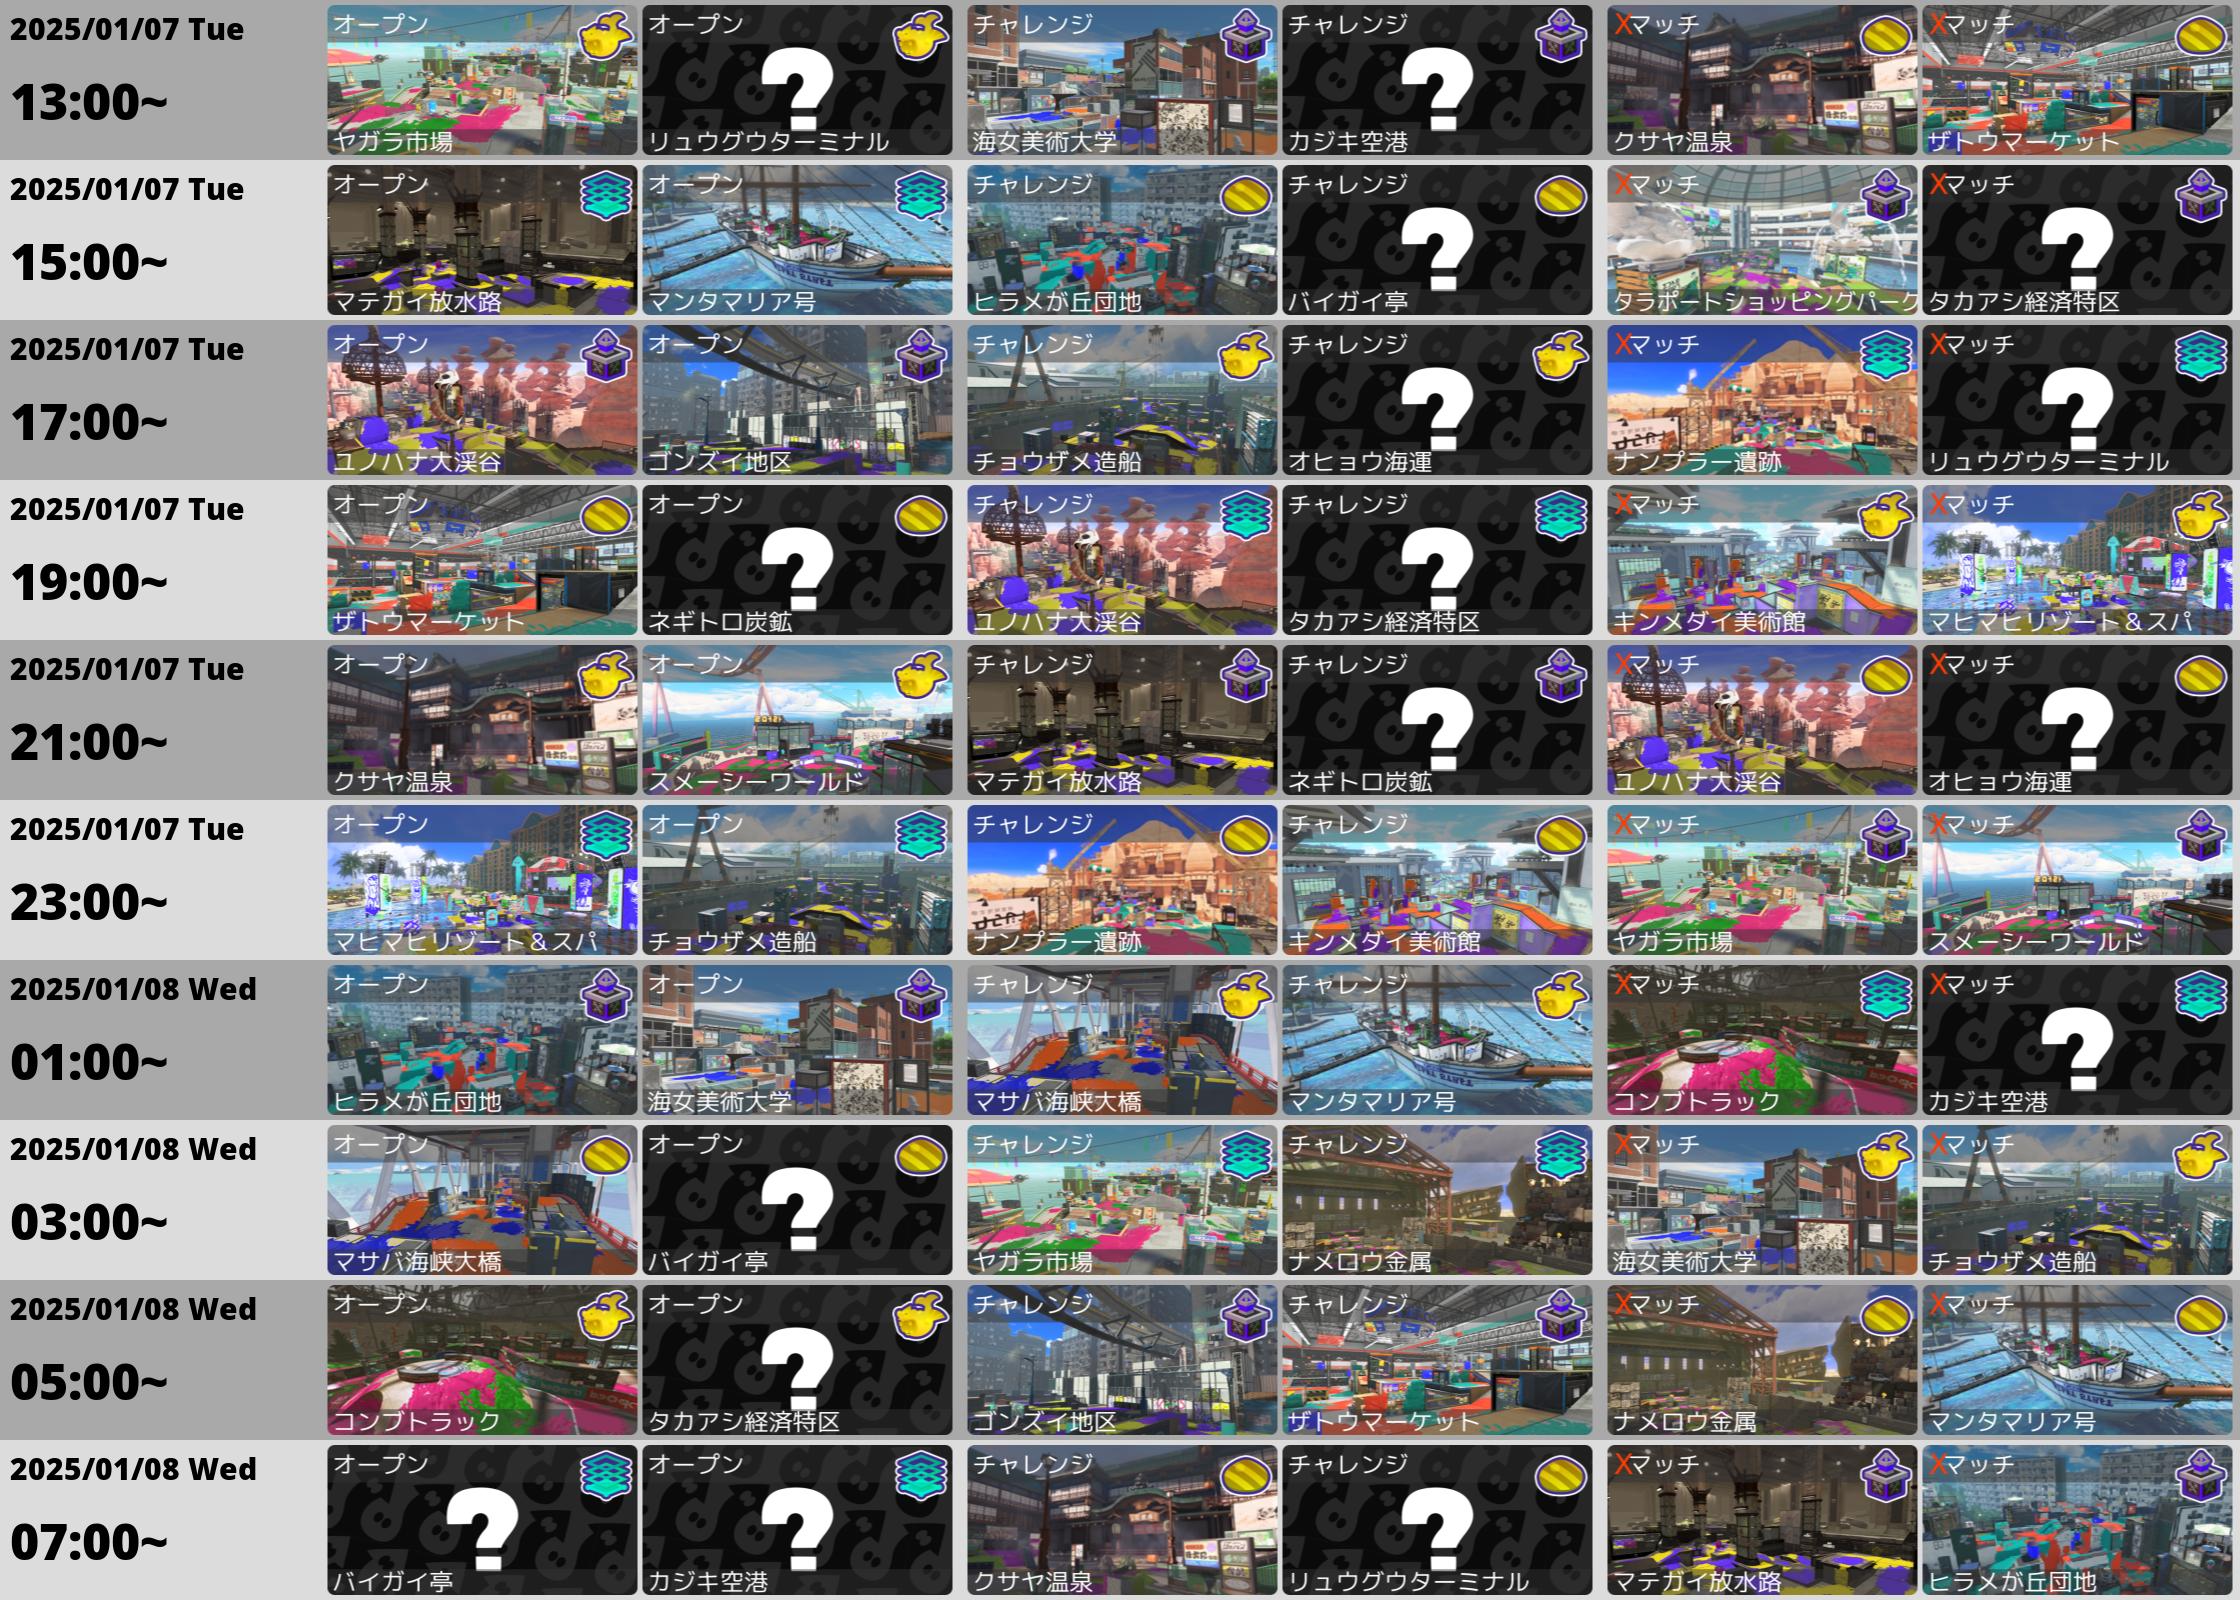 2025/01/07 Tue
13:00~
オープン
ヤガラ市場
オープン
リュウグウターミナル
チャレンジ
海女美術大学
チャレンジ
カジキ空港
Xマッチ
クサヤ温泉
Xマッチ
ザトウマーケット
2025/01/07 Tue
15:00~
オープン
マテガイ放水路
オープン
マンタマリア号
チャレンジ
ヒラメが丘団地
チャレンジ
バイガイ亭
Xマッチ
タラポートショッピングパーク
Xマッチ
タカアシ経済特区
2025/01/07 Tue
17:00~
オープン
ユノハナ大渓谷
オープン
ゴンズイ地区
チャレンジ
チョウザメ造船
チャレンジ
オヒョウ海運
Xマッチ
ナンプラー遺跡
Xマッチ
リュウグウターミナル
2025/01/07 Tue
19:00~
オープン
ザトウマーケット
オープン
ネギトロ炭鉱
チャレンジ
ユノハナ大渓谷
チャレンジ
タカアシ経済特区
Xマッチ
キンメダイ美術館
Xマッチ
マヒマヒリゾート＆スパ
2025/01/07 Tue
21:00~
オープン
クサヤ温泉
オープン
スメーシーワールド
チャレンジ
マテガイ放水路
チャレンジ
ネギトロ炭鉱
Xマッチ
ユノハナ大渓谷
Xマッチ
オヒョウ海運
2025/01/07 Tue
23:00~
オープン
マヒマヒリゾート＆スパ
オープン
チョウザメ造船
チャレンジ
ナンプラー遺跡
チャレンジ
キンメダイ美術館
Xマッチ
ヤガラ市場
Xマッチ
スメーシーワールド
2025/01/08 Wed
01:00~
オープン
ヒラメが丘団地
オープン
海女美術大学
チャレンジ
マサバ海峡大橋
チャレンジ
マンタマリア号
Xマッチ
コンブトラック
Xマッチ
カジキ空港
2025/01/08 Wed
03:00~
オープン
マサバ海峡大橋
オープン
バイガイ亭
チャレンジ
ヤガラ市場
チャレンジ
ナメロウ金属
Xマッチ
海女美術大学
Xマッチ
チョウザメ造船
2025/01/08 Wed
05:00~
オープン
コンブトラック
オープン
タカアシ経済特区
チャレンジ
ゴンズイ地区
チャレンジ
ザトウマーケット
Xマッチ
ナメロウ金属
Xマッチ
マンタマリア号
2025/01/08 Wed
07:00~
オープン
バイガイ亭
オープン
カジキ空港
チャレンジ
クサヤ温泉
チャレンジ
リュウグウターミナル
Xマッチ
マテガイ放水路
Xマッチ
ヒラメが丘団地